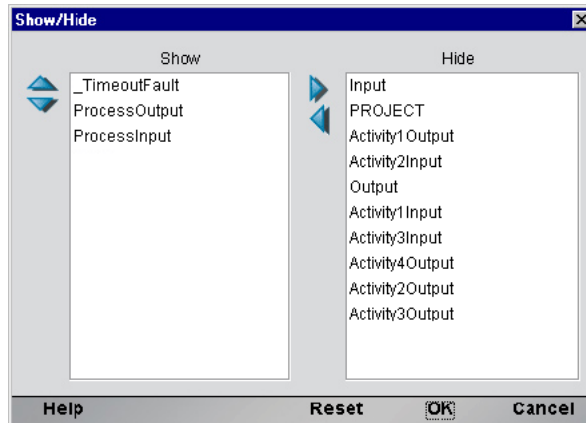 Show/Hide
Show
Hide
_TimeoutFault
ProcessOutput
ProcessInput
Input
PROJECT
Activity1Output
Activity2Input
Output
Activity1Input
Activity3Input
Activity4Output
Activity2Output
Activity3Output
Help
Reset
OK
Cancel